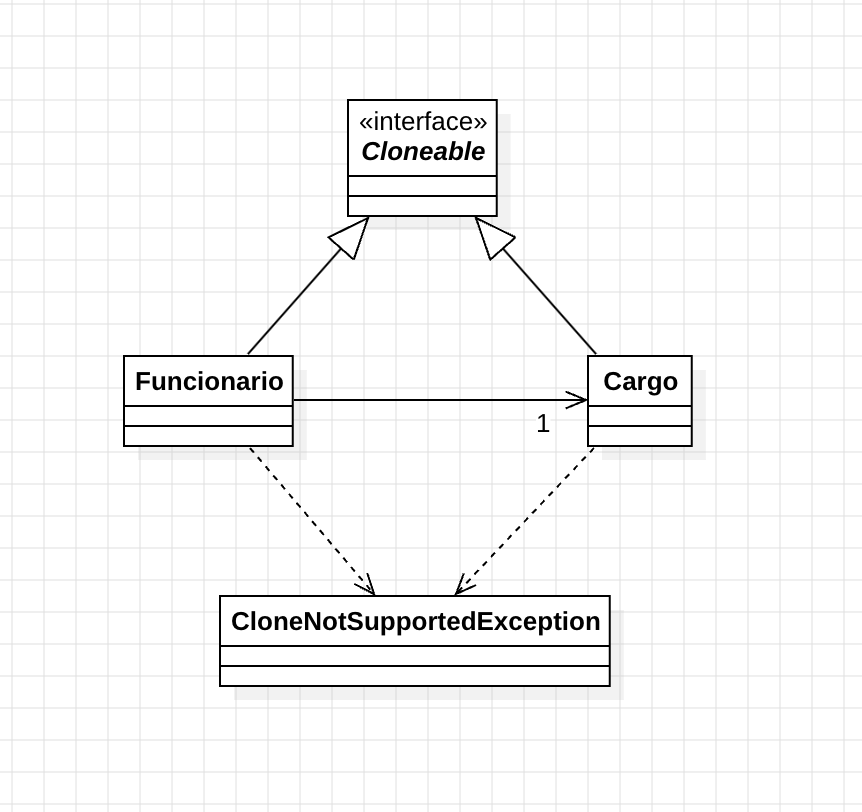 «interface»
Cloneable
Funcionario
Cargo
1
CloneNotSupportedException